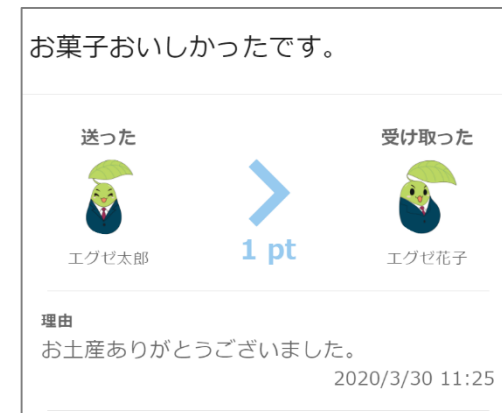 お菓子おいしかったです。
送った
受け取った
1 pt
エグゼ太郎
エグゼ花子
理由
お土産ありがとうございました。
2020/3/30 11:25